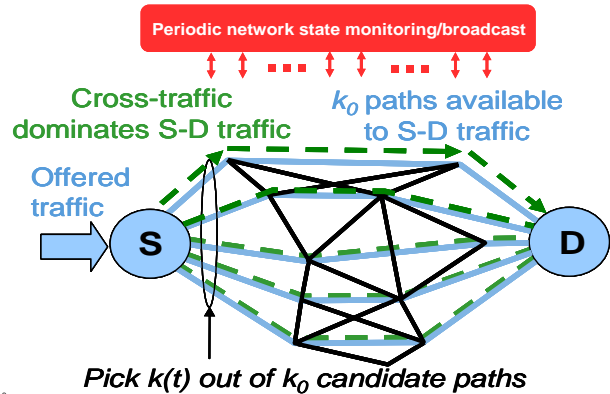 Periodic network state monitoring/broadcast
Cross-traffic
dominates S-D traffic
k₀ paths available
to S-D traffic
Offered
traffic
S
D
Pick k(t) out of k₀ candidate paths